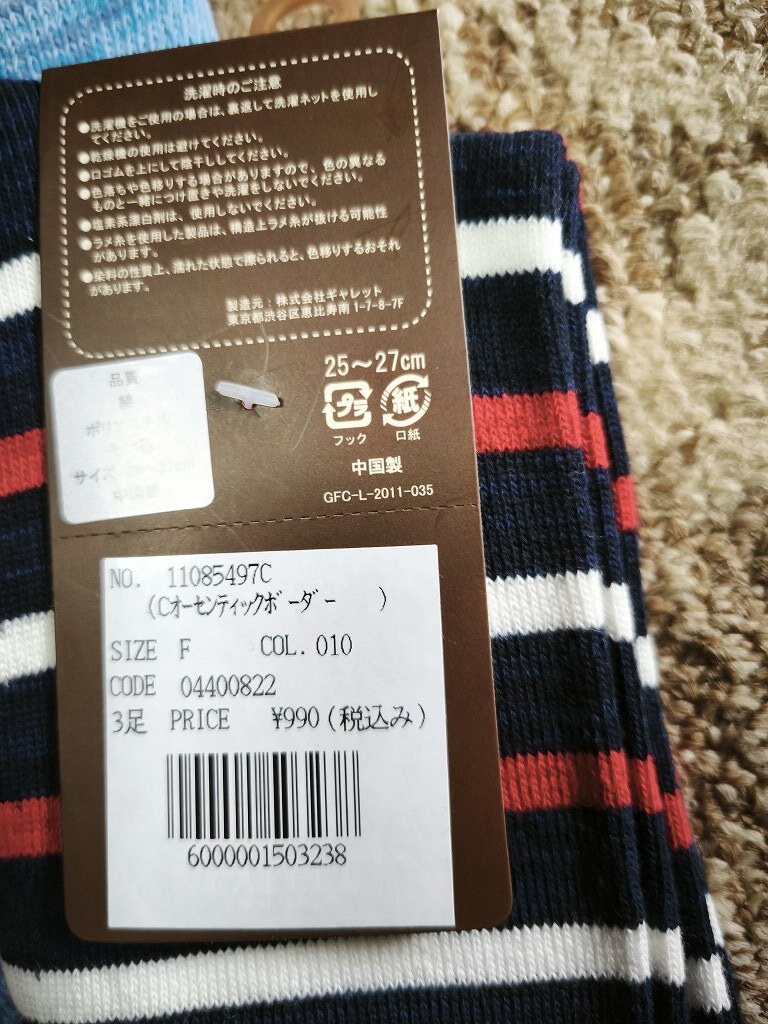 洗濯時のご注意
●洗濯機をご使用の場合は、裏返して洗濯ネットを使用し
てください。
●乾燥機の使用は避けてください。
●口ゴムを上にして陰干ししてください。
●色落ちや色移りする場合がありますので、色の異なる
ものと一緒につけ置きや洗濯をしないでください。
●塩素系漂白剤は、使用しないでください。
●ラメ糸を使用した製品は、構造上ラメ糸が抜ける可能性
があります。
●染料の性質上、濡れた状態で擦られると、色移りするおそれ
があります。
製造元：株式会社ギャレット
東京都渋谷区恵比寿南1-7-8-7F
品質
綿
サイズ
中国製
25～27cm
プラ 紙
フック 口紙
中国製
GFC-L-2011-035
NO. 11085497C
(Cオーセンティックボーダー )
SIZE F COL. 010
CODE 04400822
3足 PRICE ¥990(税込み)
6000001503238